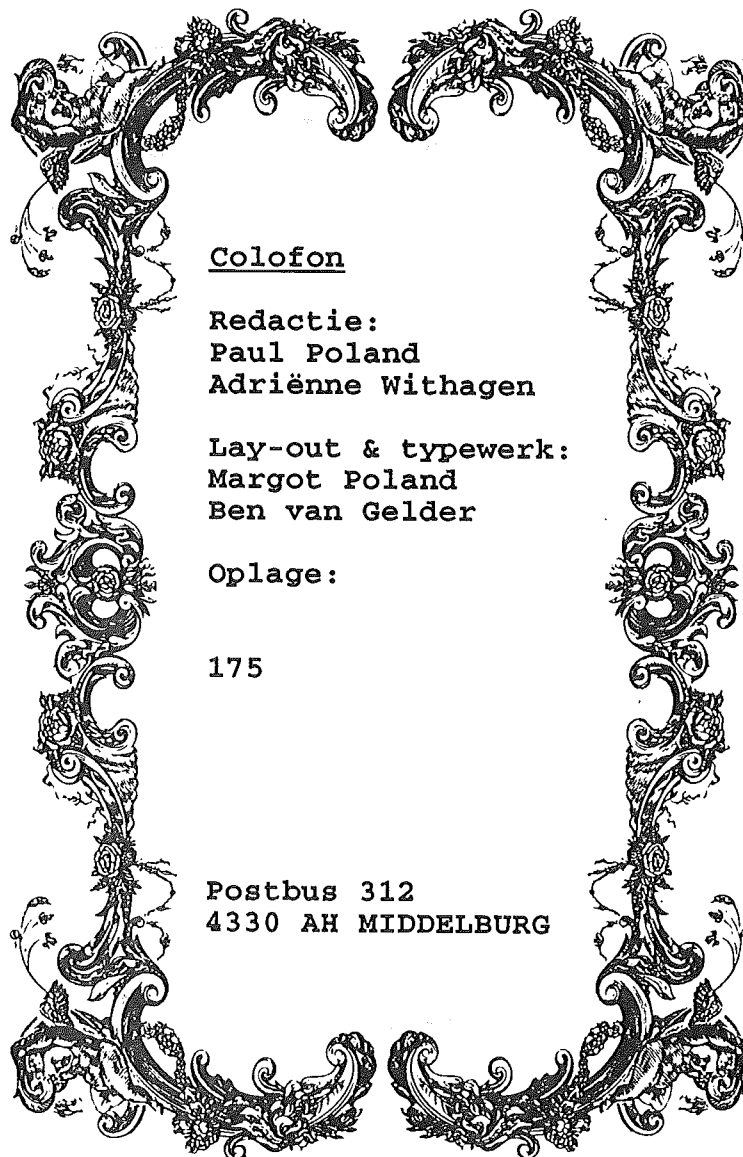 Colofon
Redactie:
Paul Poland
Adriënne Withagen
Lay-out & typewerk:
Margot Poland
Ben van Gelder
Oplage:
175
Postbus 312
4330 AH MIDDELBURG